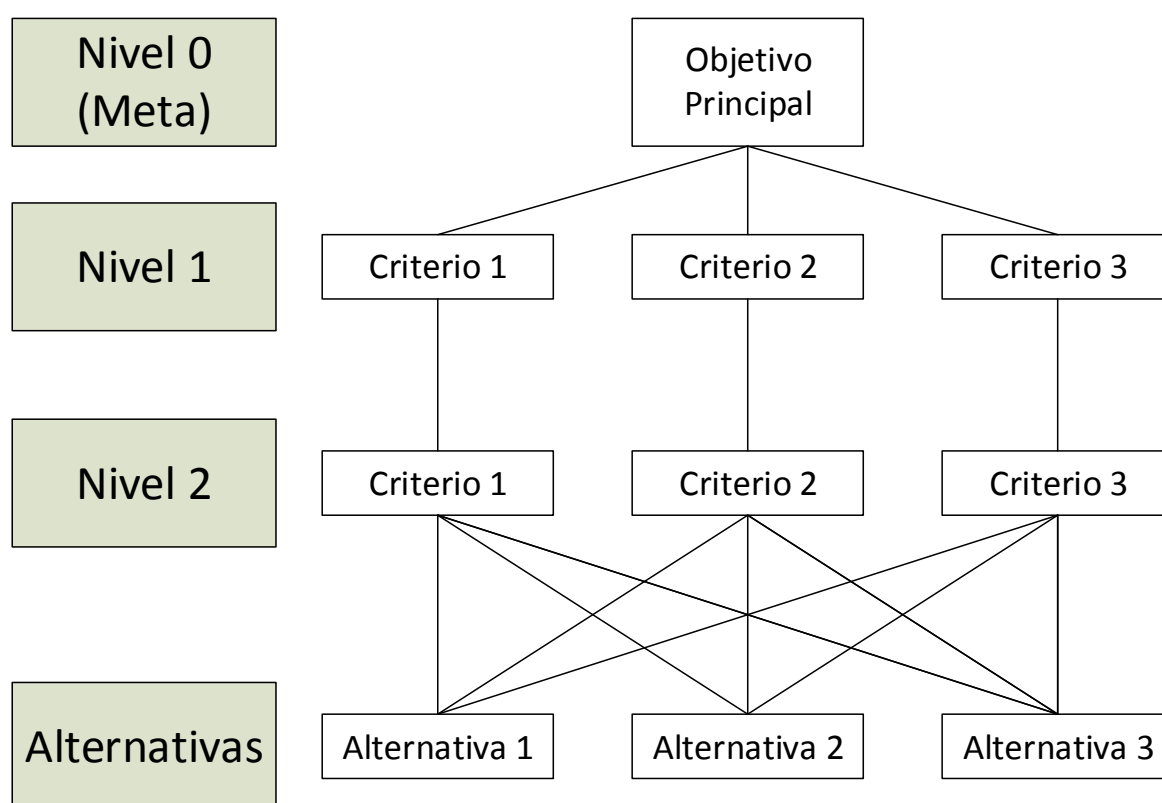 Nivel 0
(Meta)
Objetivo
Principal
Nivel 1
Criterio 1
Criterio 2
Criterio 3
Nivel 2
Criterio 1
Criterio 2
Criterio 3
Alternativas
Alternativa 1
Alternativa 2
Alternativa 3